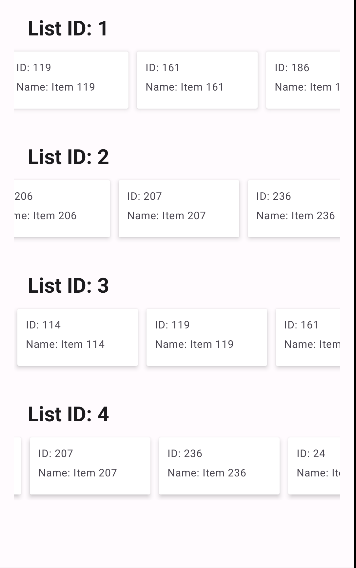 List ID: 1
ID: 119 ID: 161 ID: 186
Name: Item 119 Name: Item 161 Name: Item 1
List ID: 2
206 ID: 207 ID: 236
me: Item 206 Name: Item 207 Name: Item 236
List ID: 3
ID: 114 ID: 119 ID: 161
Name: Item 114 Name: Item 119 Name: Item
List ID: 4
ID: 207 ID: 236 ID: 24
Name: Item 207 Name: Item 236 Name: It